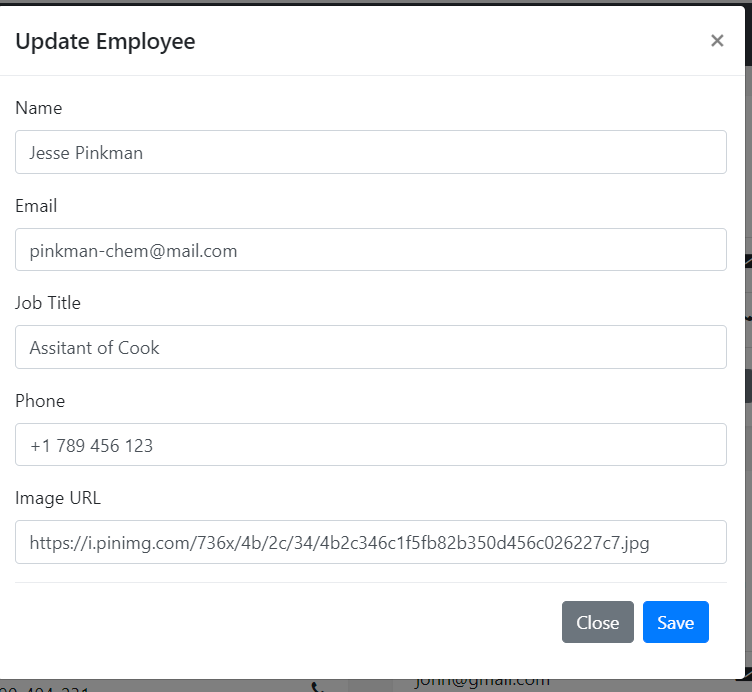 Update Employee ×
Name
Jesse Pinkman
Email
pinkman-chem@mail.com
Job Title
Assitant of Cook
Phone
+1 789 456 123
Image URL
https://i.pinimg.com/736x/4b/2c/34/4b2c346c1f5fb82b350d456c026227c7.jpg
Close Save
john@gmail.com